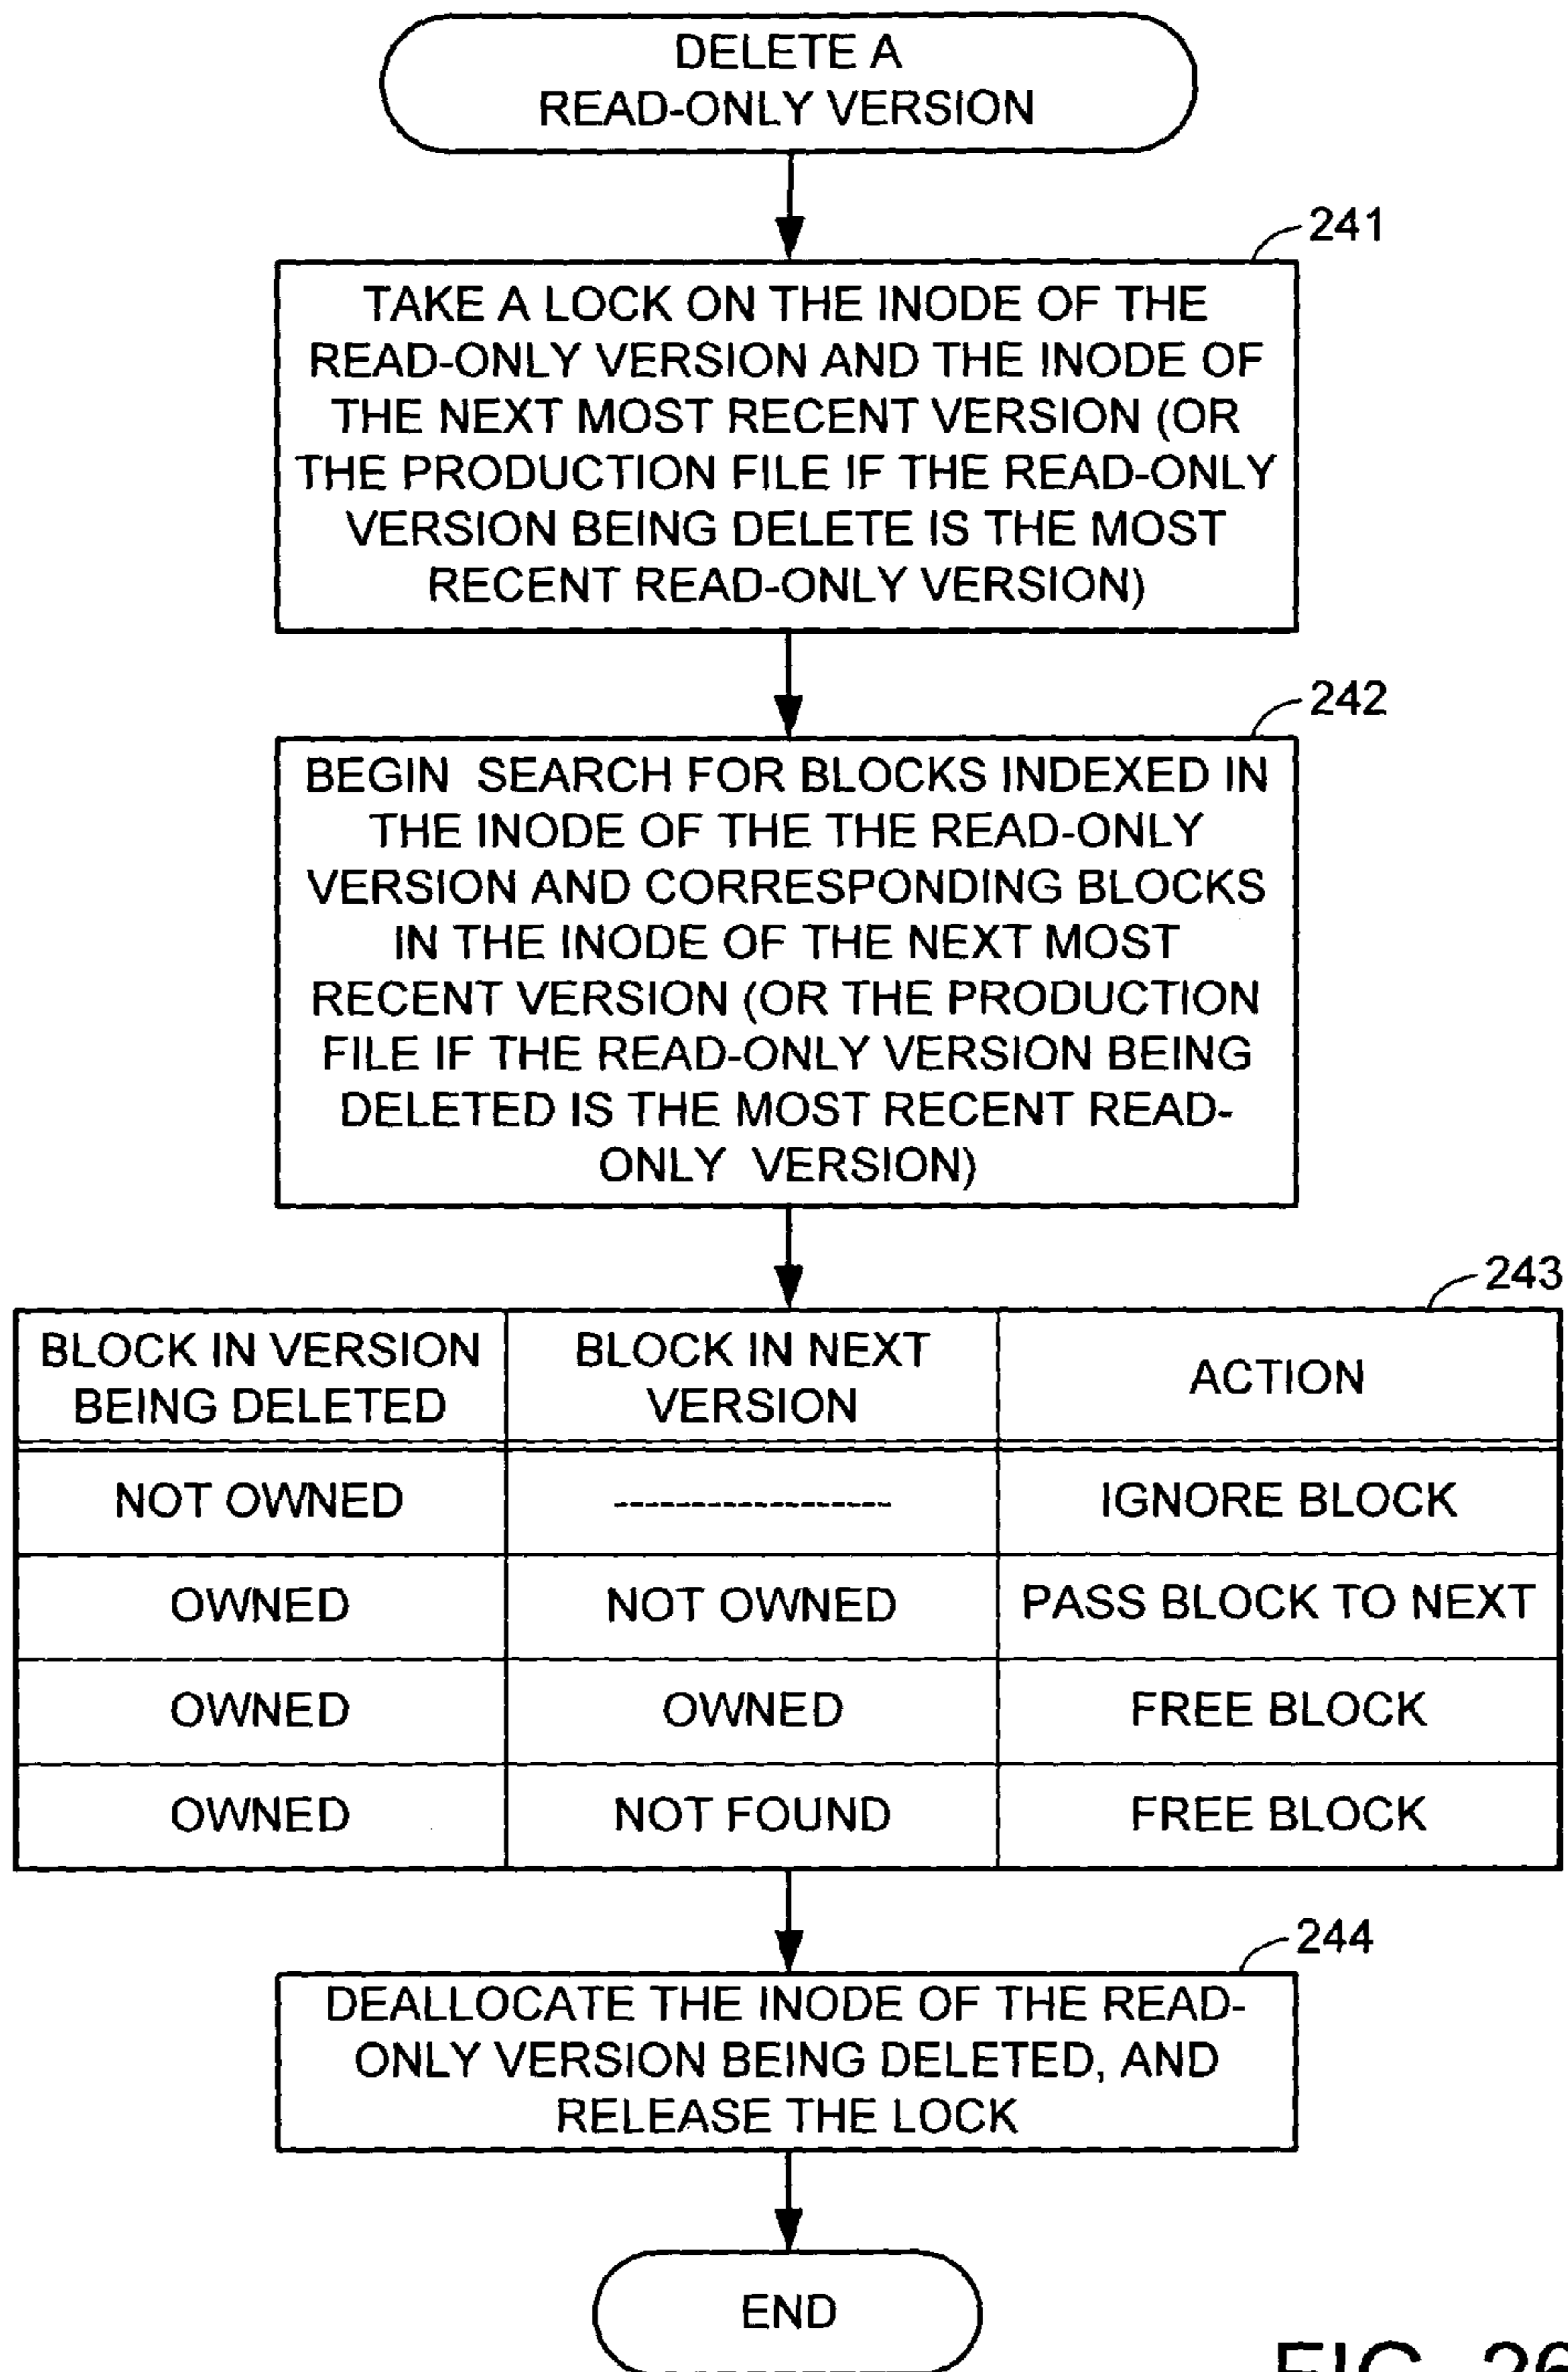 DELETE A
READ-ONLY VERSION
241
TAKE A LOCK ON THE INODE OF THE
READ-ONLY VERSION AND THE INODE OF
THE NEXT MOST RECENT VERSION (OR
THE PRODUCTION FILE IF THE READ-ONLY
VERSION BEING DELETE IS THE MOST
RECENT READ-ONLY VERSION)
242
BEGIN SEARCH FOR BLOCKS INDEXED IN
THE INODE OF THE THE READ-ONLY
VERSION AND CORRESPONDING BLOCKS
IN THE INODE OF THE NEXT MOST
RECENT VERSION (OR THE PRODUCTION
FILE IF THE READ-ONLY VERSION BEING
DELETED IS THE MOST RECENT READ-
ONLY VERSION)
243
BLOCK IN VERSION
BEING DELETED
BLOCK IN NEXT
VERSION
ACTION
NOT OWNED ------------------ IGNORE BLOCK
OWNED NOT OWNED PASS BLOCK TO NEXT
OWNED OWNED FREE BLOCK
OWNED NOT FOUND FREE BLOCK
244
DEALLOCATE THE INODE OF THE READ-
ONLY VERSION BEING DELETED, AND
RELEASE THE LOCK
END
FIG. 26